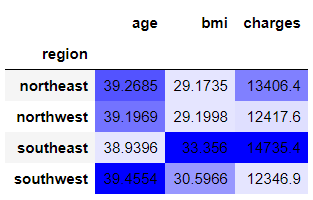 age bmi charges
region
northeast 39.2685 29.1735 13406.4
northwest 39.1969 29.1998 12417.6
southeast 38.9396 33.356 14735.4
southwest 39.4554 30.5966 12346.9